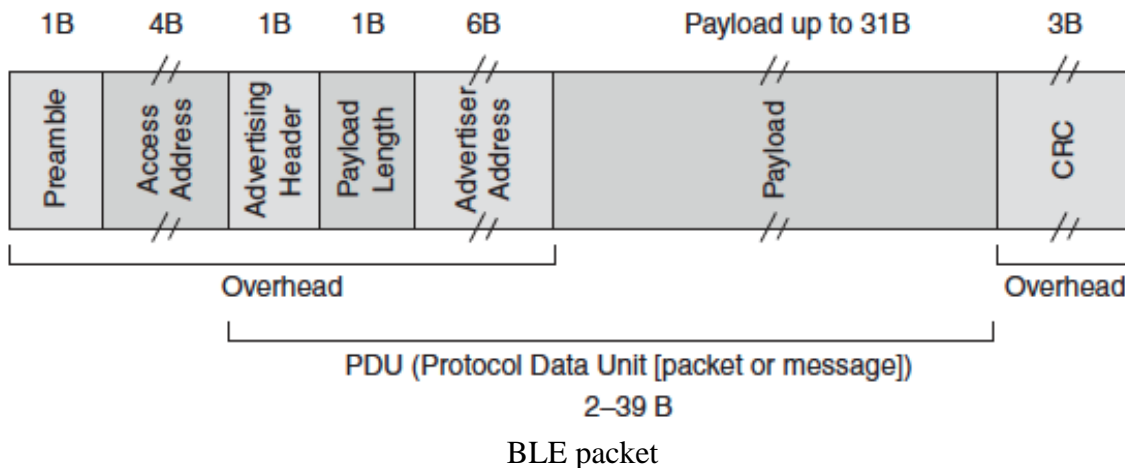 1B 4B 1B 1B 6B Payload up to 31B 3B
Preamble
Access
Address
Advertising
Header
Payload
Length
Advertiser
Address
Payload
CRC
Overhead Overhead
PDU (Protocol Data Unit [packet or message])
2–39 B
BLE packet